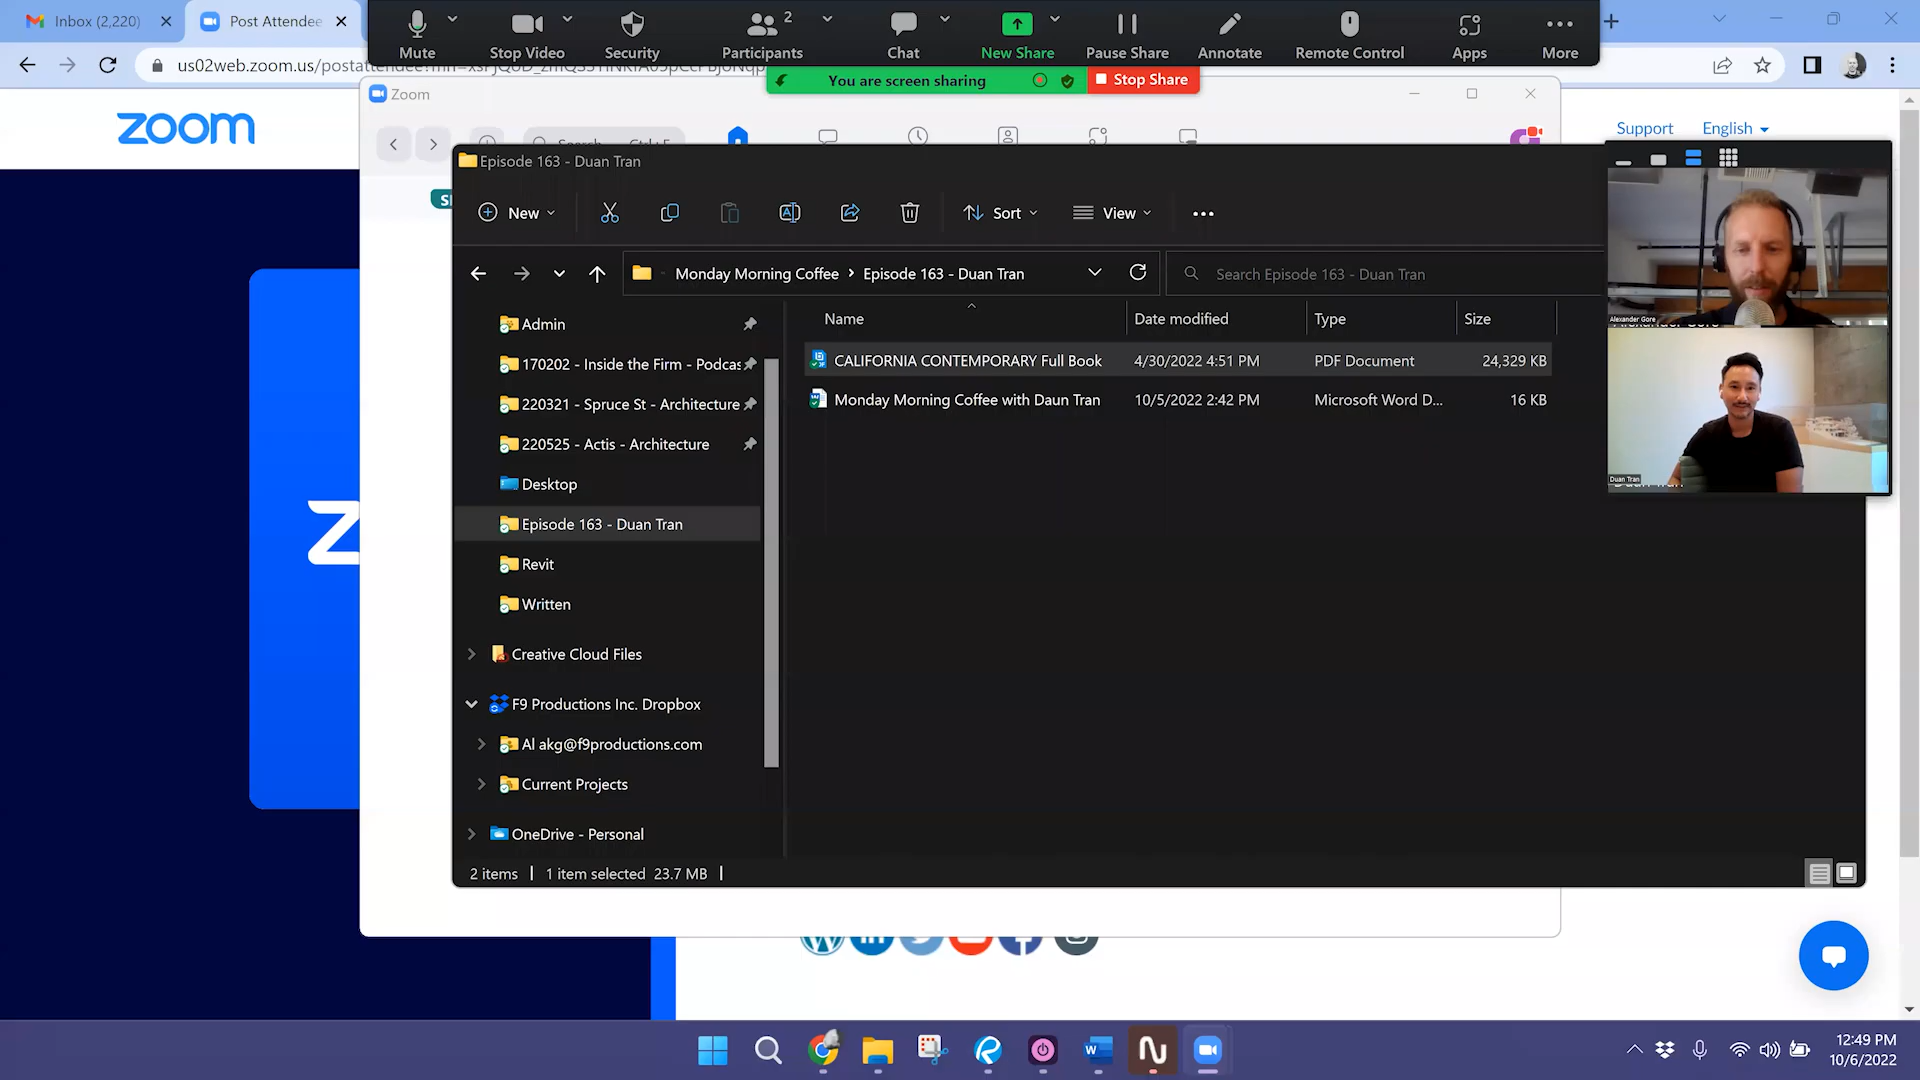 Inbox (2,220)
Post Attendee
Mute
Stop Video
Security
Participants
2
Chat
New Share
Pause Share
Annotate
Remote Control
Apps
More
You are screen sharing
Stop Share
zoom
Zoom
Support
English
Episode 163 - Duan Tran
New
Sort
View
Monday Morning Coffee > Episode 163 - Duan Tran
Search Episode 163 - Duan Tran
Name
Date modified
Type
Size
CALIFORNIA CONTEMPORARY Full Book
4/30/2022 4:51 PM
PDF Document
24,329 KB
Monday Morning Coffee with Daun Tran
10/5/2022 2:42 PM
Microsoft Word D...
16 KB
Admin
170202 - Inside the Firm - Podcas
220321 - Spruce St - Architecture
220525 - Actis - Architecture
Desktop
Episode 163 - Duan Tran
Revit
Written
Creative Cloud Files
F9 Productions Inc. Dropbox
Al akg@f9productions.com
Current Projects
OneDrive - Personal
2 items
1 item selected 23.7 MB
Alexander Gore
Duan Tran
12:49 PM
10/6/2022